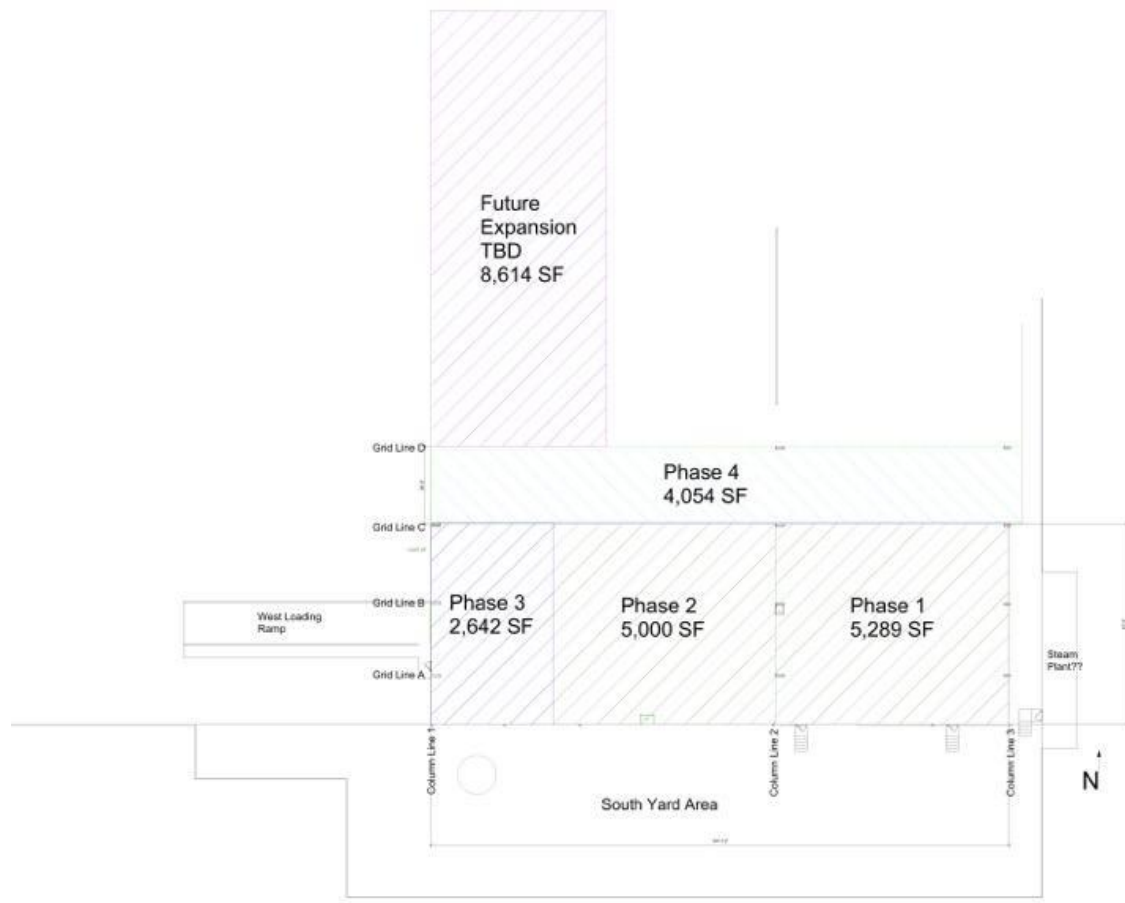 Future
Expansion
TBD
8,614 SF
Grid Line D
Phase 4
4,054 SF
Grid Line C
Grid Line B
Phase 3
2,642 SF
Phase 2
5,000 SF
Phase 1
5,289 SF
West Loading
Ramp
Steam
Plant??
Grid Line A
Column Line 1
Column Line 2
Column Line 3
N
South Yard Area